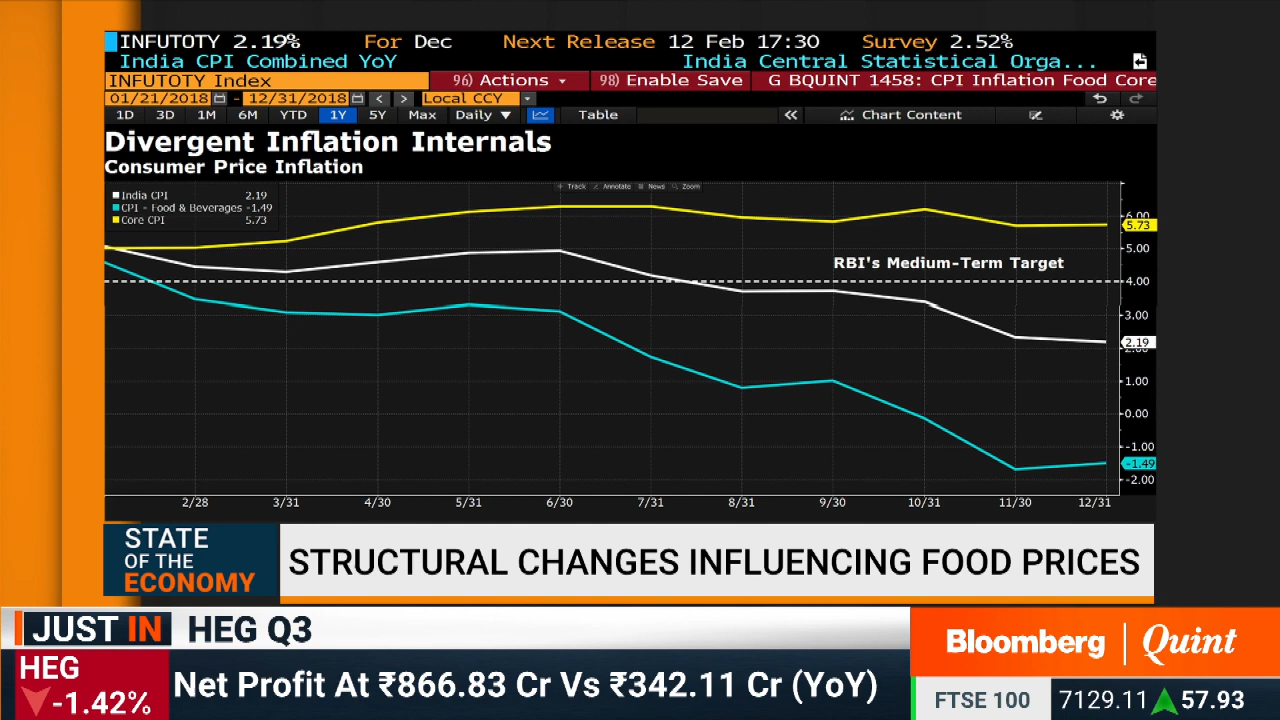 INFUTOTY 2.19% For Dec Next Release 12 Feb 17:30 Survey 2.52%
India CPI Combined YoY India Central Statistical Orga...
INFUTOTY Index 96) Actions 98) Enable Save G BQUINT 1458: CPI Inflation Food Core
01/21/2018 - 12/31/2018 < > Local CCY
1D 3D 1M 6M YTD 1Y 5Y Max Daily ▼ Table « Chart Content
Divergent Inflation Internals
Consumer Price Inflation
+ Track Annotate News Zoom
India CPI 2.19
CPI - Food & Beverages -1.49
Core CPI 5.73
RBI's Medium-Term Target
6.00
5.73
5.00
4.00
3.00
2.19
2.00
1.00
0.00
-1.00
-1.49
-2.00
2/28 3/31 4/30 5/31 6/30 7/31 8/31 9/30 10/31 11/30 12/31
STATE
OF THE
ECONOMY
STRUCTURAL CHANGES INFLUENCING FOOD PRICES
JUST IN HEG Q3
HEG
-1.42%
Net Profit At ₹866.83 Cr Vs ₹342.11 Cr (YoY)
Bloomberg | Quint
FTSE 100 7129.11 ▲ 57.93